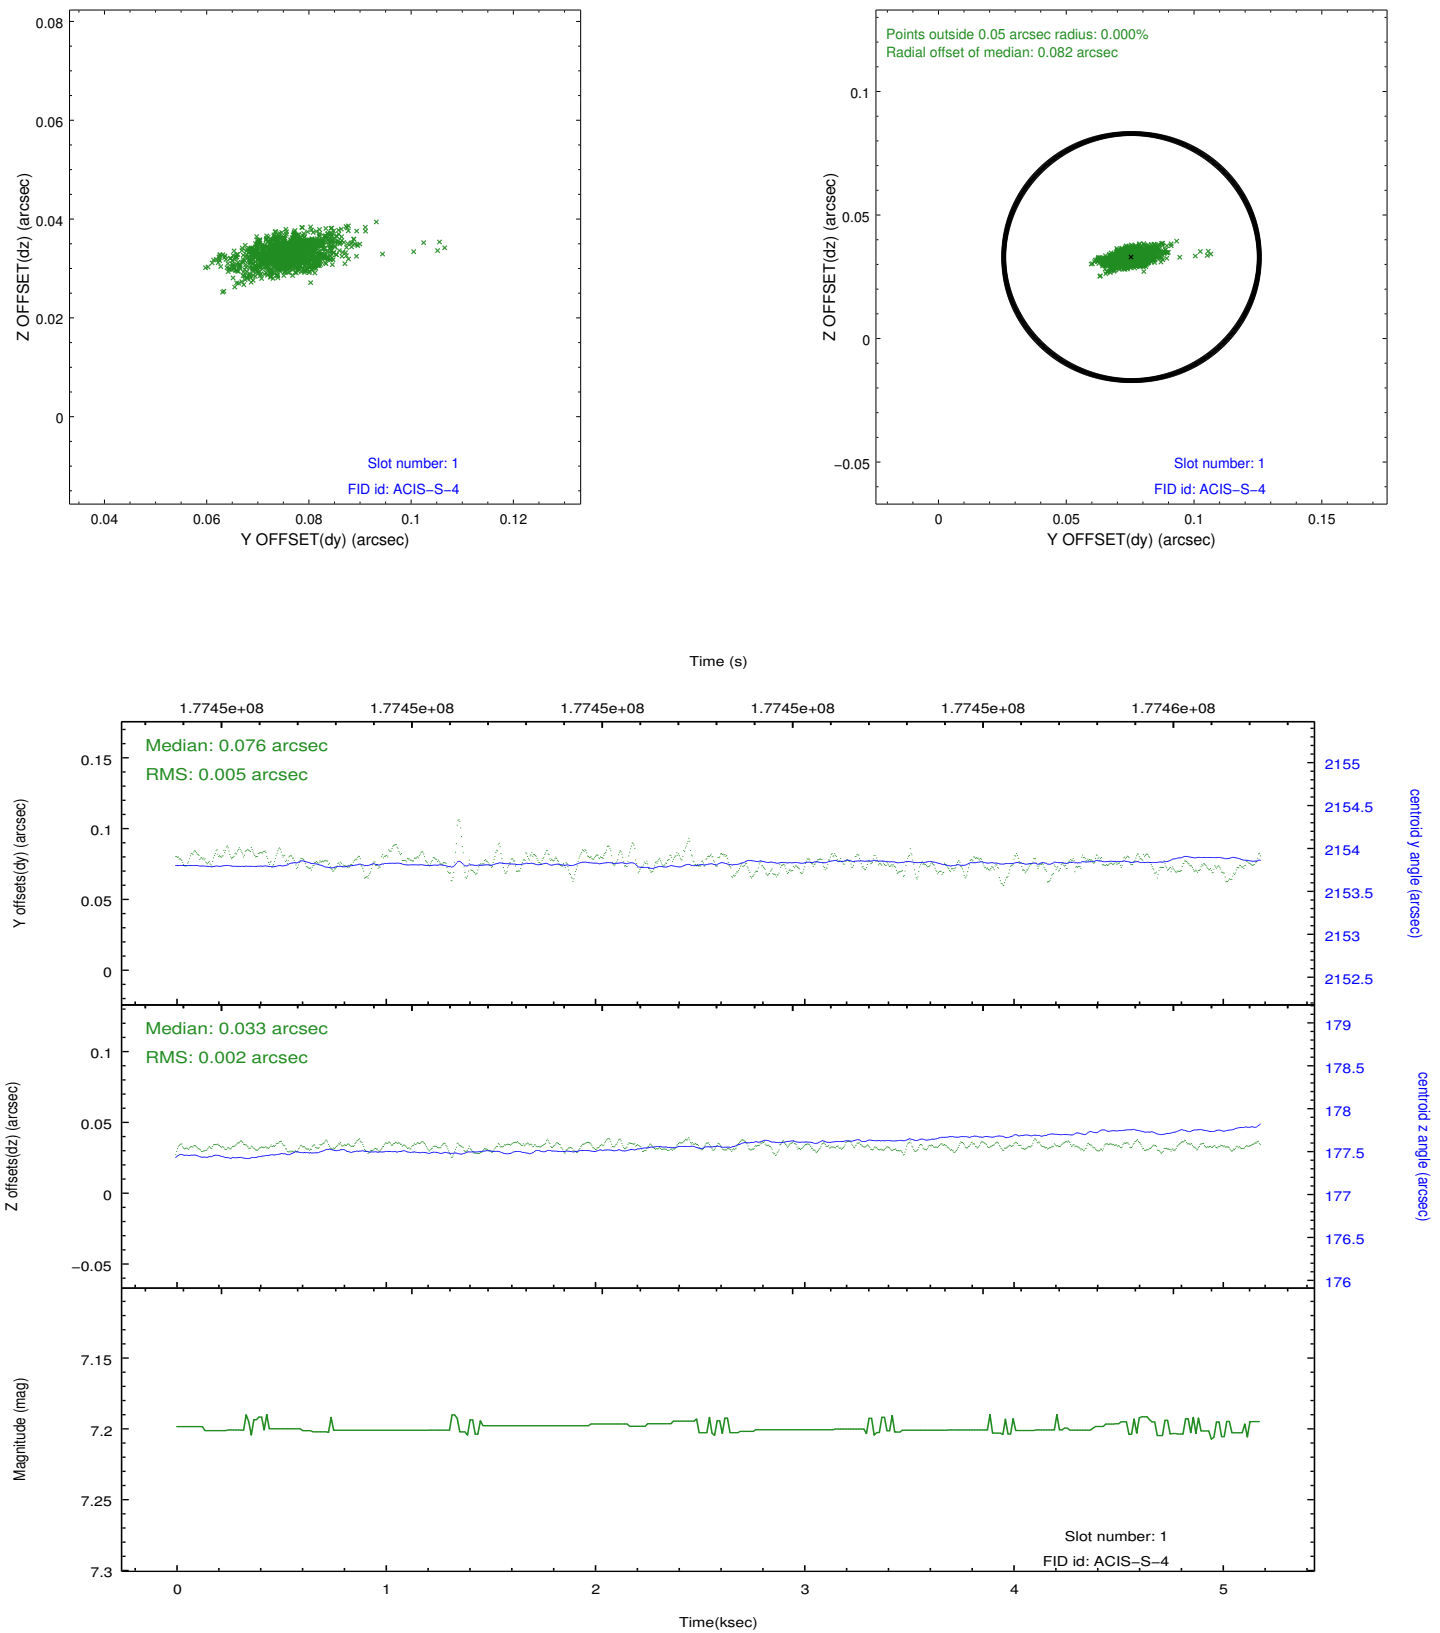 0.08
0.06
0.04
0.02
0
Z OFFSET(dz) (arcsec)
Slot number: 1
FID id: ACIS−S−4
0.04
0.06
0.08
0.1
0.12
Y OFFSET(dy) (arcsec)
Points outside 0.05 arcsec radius: 0.000%
Radial offset of median: 0.082 arcsec
0.1
0.05
0
−0.05
Z OFFSET(dz) (arcsec)
Slot number: 1
FID id: ACIS−S−4
0
0.05
0.1
0.15
Y OFFSET(dy) (arcsec)
Time (s)
1.7745e+08
1.7745e+08
1.7745e+08
1.7745e+08
1.7745e+08
1.7746e+08
Median: 0.076 arcsec
RMS: 0.005 arcsec
0.15
0.1
0.05
0
Y offsets(dy) (arcsec)
2155
2154.5
2154
2153.5
2153
2152.5
centroid y angle (arcsec)
Median: 0.033 arcsec
RMS: 0.002 arcsec
0.1
0.05
0
−0.05
Z offsets(dz) (arcsec)
179
178.5
178
177.5
177
176.5
176
centroid z angle (arcsec)
7.15
7.2
7.25
7.3
Magnitude (mag)
Slot number: 1
FID id: ACIS−S−4
0
1
2
3
4
5
Time(ksec)